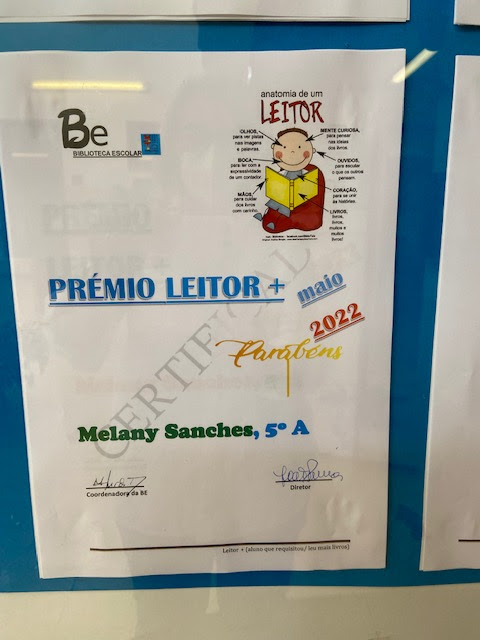 anatomia de um
LEITOR
Be
BIBLIOTECA ESCOLAR
OLHOS,
para ver pistas
nas imagens
e palavras.
BOCA,
para ler com a
expressividade
de um contador.
MÃOS,
para cuidar
dos livros
com carinho.
MENTE CURIOSA,
para pensar
nas ideias
dos livros.
OUVIDOS,
para escutar
o que os outros
pensam.
CORAÇÃO,
para se unir
às histórias.
LIVROS,
livros,
livros,
muitos e
muitos
livros!
PRÉMIO LEITOR +
maio
2022
Parabéns
CERTIFICADO
Melany Sanches, 5º A
Coordenadora da BE
Diretor
Leitor + (aluno que requisitou/ leu mais livros)